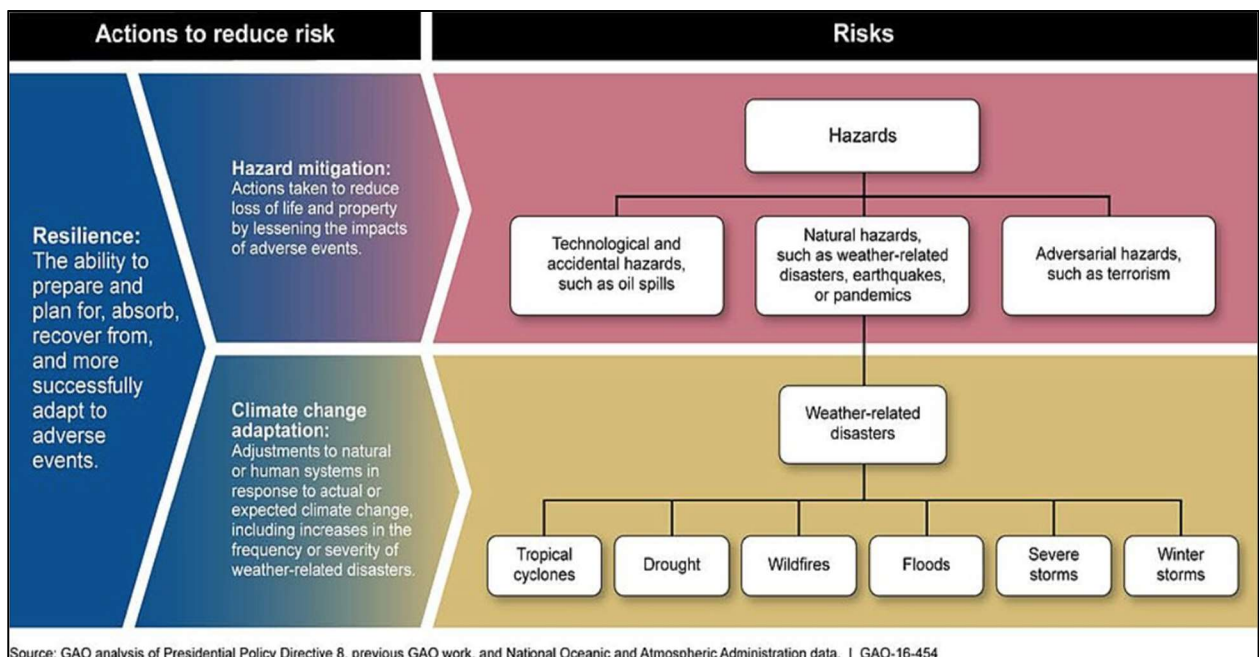 Actions to reduce risk
Risks
Resilience:
The ability to
prepare and
plan for, absorb,
recover from,
and more
successfully
adapt to
adverse
events.
Hazard mitigation:
Actions taken to reduce
loss of life and property
by lessening the impacts
of adverse events.
Climate change
adaptation:
Adjustments to natural
or human systems in
response to actual or
expected climate change,
including increases in the
frequency or severity of
weather-related disasters.
Hazards
Technological and
accidental hazards,
such as oil spills
Natural hazards,
such as weather-related
disasters, earthquakes,
or pandemics
Adversarial hazards,
such as terrorism
Weather-related
disasters
Tropical
cyclones
Drought
Wildfires
Floods
Severe
storms
Winter
storms
Source: GAO analysis of Presidential Policy Directive 8, previous GAO work, and National Oceanic and Atmospheric Administration data. | GAO-16-454